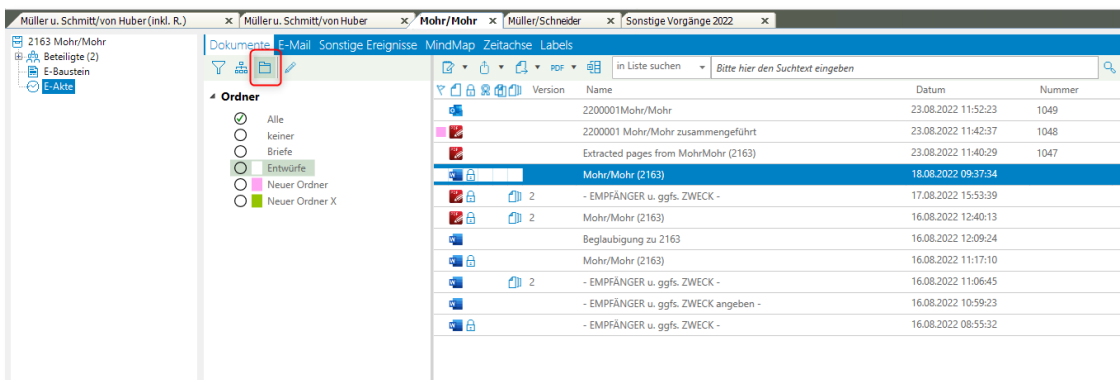 Müller u. Schmitt/von Huber (inkl. R.) x Müller u. Schmitt/von Huber x Mohr/Mohr x Müller/Schneider x Sonstige Vorgänge 2022 x
2163 Mohr/Mohr
Beteiligte (2)
E-Baustein
E-Akte
Dokumente E-Mail Sonstige Ereignisse MindMap Zeitachse Labels
PDF in Liste suchen Bitte hier den Suchtext eingeben
Ordner
Alle
keiner
Briefe
Entwürfe
Neuer Ordner
Neuer Ordner X
Version Name Datum Nummer
2200001Mohr/Mohr 23.08.2022 11:52:23 1049
2200001 Mohr/Mohr zusammengeführt 23.08.2022 11:42:37 1048
Extracted pages from MohrMohr (2163) 23.08.2022 11:40:29 1047
Mohr/Mohr (2163) 18.08.2022 09:37:34
2 - EMPFÄNGER u. ggfs. ZWECK - 17.08.2022 15:53:39
2 Mohr/Mohr (2163) 16.08.2022 12:40:13
Beglaubigung zu 2163 16.08.2022 12:09:24
Mohr/Mohr (2163) 16.08.2022 11:17:10
2 - EMPFÄNGER u. ggfs. ZWECK - 16.08.2022 11:06:45
- EMPFÄNGER u. ggfs. ZWECK angeben - 16.08.2022 10:59:23
- EMPFÄNGER u. ggfs. ZWECK - 16.08.2022 08:55:32